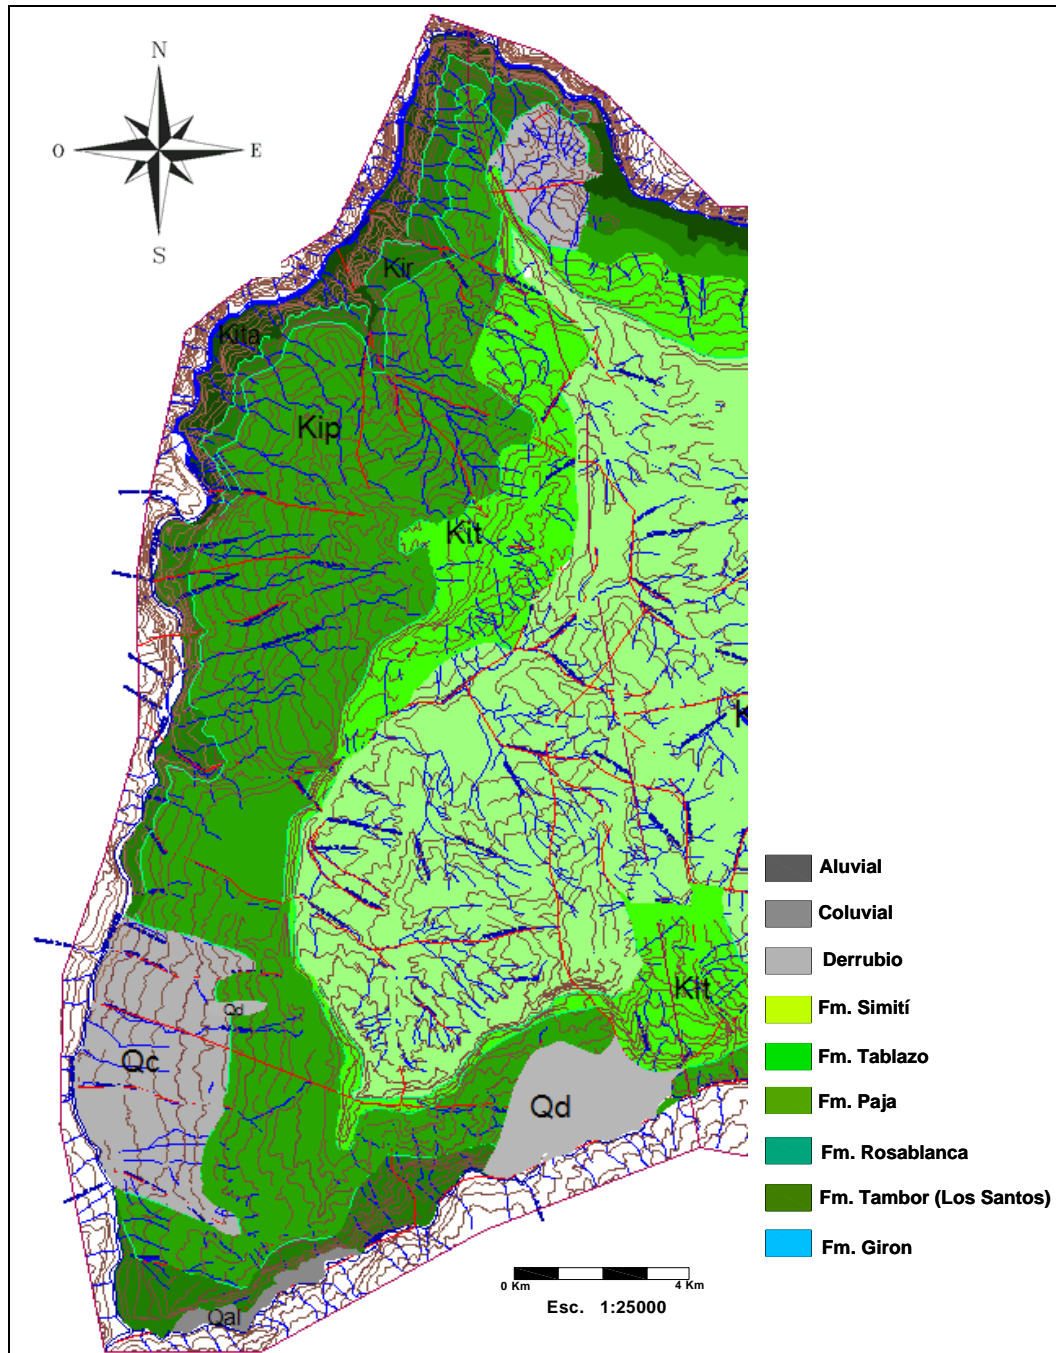 N
O E
S
Kir
Kita
Kip
Kit
K
Aluvial
Coluvial
Derrubio
Qd
Kit
Fm. Simití
Fm. Tablazo
Qc
Qd
Fm. Paja
Fm. Rosablanca
Fm. Tambor (Los Santos)
Fm. Giron
0 Km 4 Km
Esc. 1:25000
Qal